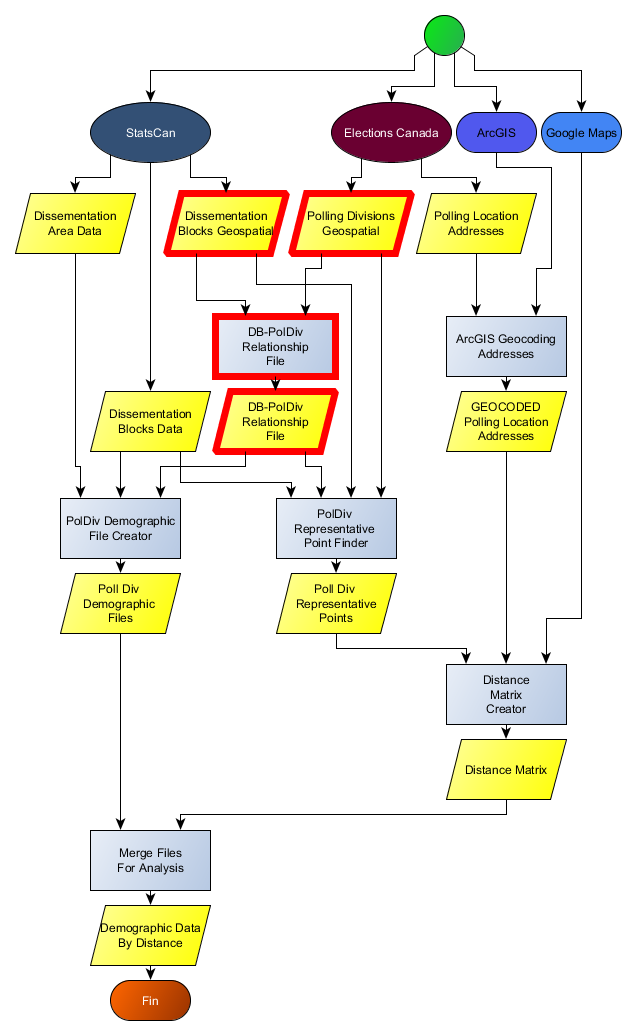 StatsCan
Elections Canada
ArcGIS
Google Maps
Dissementation
Area Data
Dissementation
Blocks Geospatial
Polling Divisions
Geospatial
Polling Location
Addresses
DB-PolDiv
Relationship
File
ArcGIS Geocoding
Addresses
Dissementation
Blocks Data
DB-PolDiv
Relationship
File
GEOCODED
Polling Location
Addresses
PolDiv Demographic
File Creator
PolDiv
Representative
Point Finder
Poll Div
Demographic
Files
Poll Div
Representative
Points
Distance
Matrix
Creator
Distance Matrix
Merge Files
For Analysis
Demographic Data
By Distance
Fin